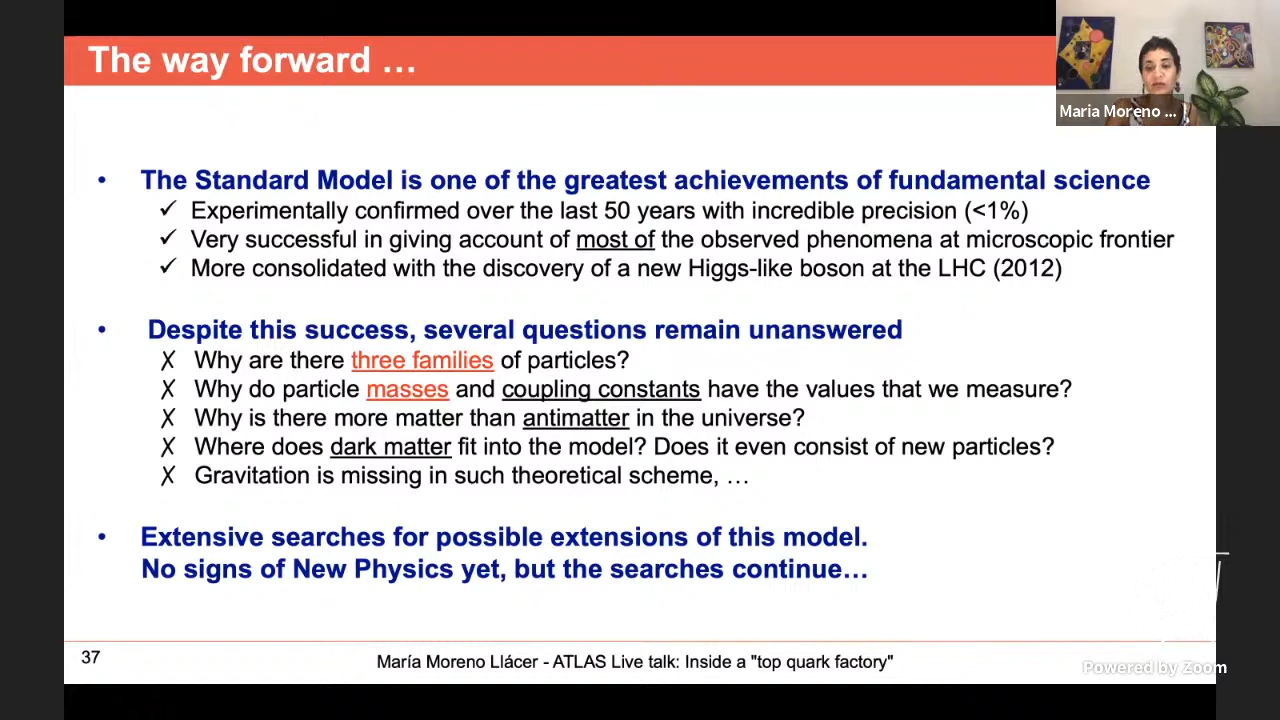 The way forward …
Maria Moreno ...
• The Standard Model is one of the greatest achievements of fundamental science
✓ Experimentally confirmed over the last 50 years with incredible precision (<1%)
✓ Very successful in giving account of most of the observed phenomena at microscopic frontier
✓ More consolidated with the discovery of a new Higgs-like boson at the LHC (2012)
• Despite this success, several questions remain unanswered
✗ Why are there three families of particles?
✗ Why do particle masses and coupling constants have the values that we measure?
✗ Why is there more matter than antimatter in the universe?
✗ Where does dark matter fit into the model? Does it even consist of new particles?
✗ Gravitation is missing in such theoretical scheme, …
• Extensive searches for possible extensions of this model.
No signs of New Physics yet, but the searches continue…
37
María Moreno Llácer - ATLAS Live talk: Inside a "top quark factory"
Powered by Zoom